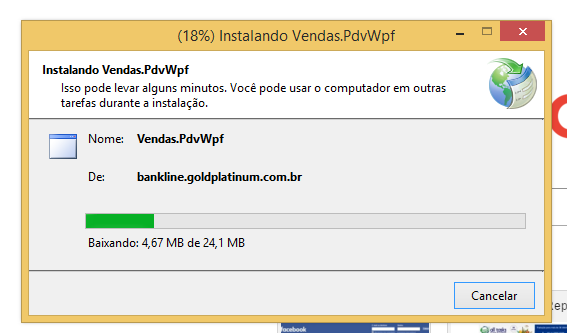 (18%) Instalando Vendas.PdvWpf
Instalando Vendas.PdvWpf
Isso pode levar alguns minutos. Você pode usar o computador em outras
tarefas durante a instalação.
Nome: Vendas.PdvWpf
De: bankline.goldplatinum.com.br
Baixando: 4,67 MB de 24,1 MB
Cancelar
facebook